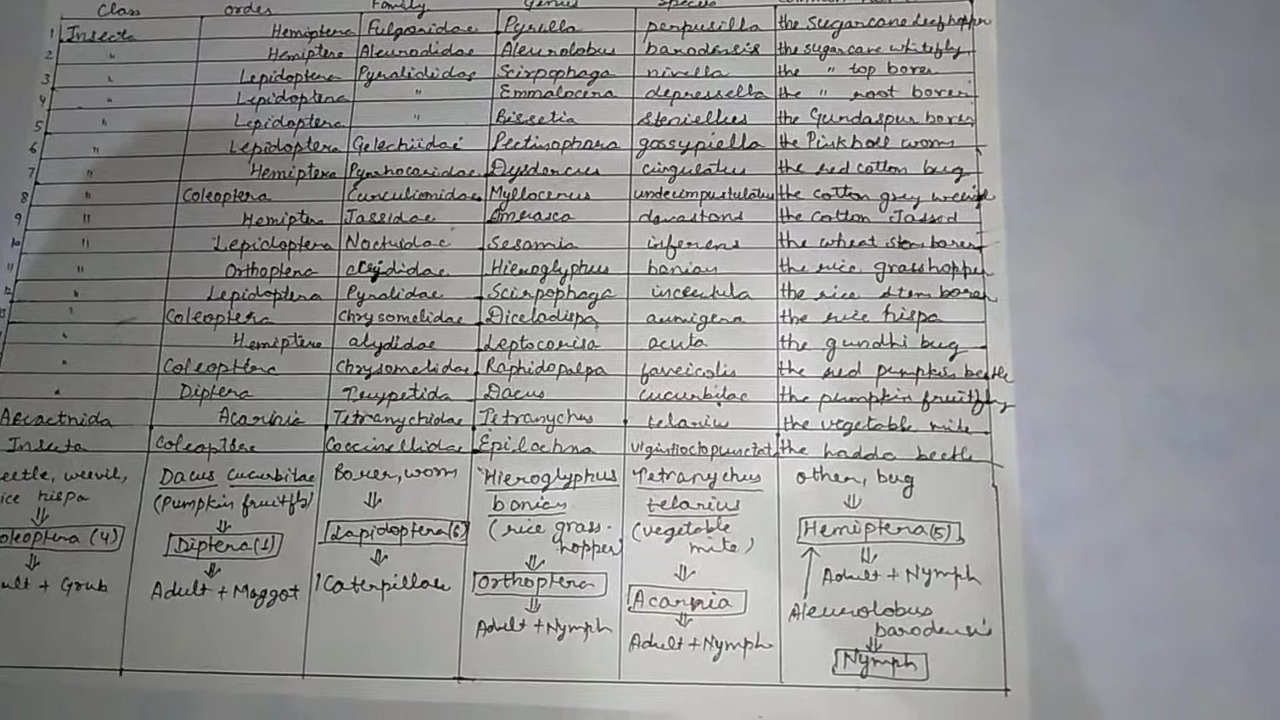 Class Order Family Genus Species
1 Insecta Hemiptera Fulgoridae Pyrilla perpusilla the sugarcane leafhopper
2 " Hemiptera Aleurodidae Aleurolobus barodensis the sugarcane whitefly
3 " Lepidoptera Pyralididae Scirpophaga nivella the " top borer
4 " Lepidoptera " Emmalocera depressella the " root borer
5 " Lepidoptera " Bissetia steniellus the Gurdaspur borer
6 " Lepidoptera Gelechiidae Pectinophora gossypiella the Pink boll worm
7 " Hemiptera Pyrrhocoridae Dysdercus cingulatus the red cotton bug
8 " Coleoptera Curculionidae Myllocerus undecimpustulatus the cotton grey weevil
9 " Hemiptera Jassidae Amrasca devastans the cotton Jassid
10 " Lepidoptera Noctuidae Sesamia inferens the wheat stem borer
11 " Orthoptera Hieroglyphus banian the rice grasshopper
12 " Lepidoptera Pyralidae Scirpophaga incertula the rice stem borer
" Coleoptera Chrysomelidae Diceladispa armigera the rice hispa
" Hemiptera alydidae Leptocorisa acuta the gundhi bug
" Coleoptera Chrysomelidae Raphidopalpa foveicolis the red pumpkin beetle
" Diptera Trypetida Dacus cucurbitae the pumpkin fruitfly
Acarinia Tetranychidae Tetranychus telarius the vegetable mite
Insecta Coleoptera Coccinellidae Epilachna vigintioctopunctat the hadda beetle
eetle, weevil, Dacus cucurbitae Borer, worm Hieroglyphus Tetranychus other, bug
ice hispa (Pumpkin fruitfly) ⇓ banian telarius ⇓
⇓ ⇓ Lapidoptera(6) (rice grass- (vegetable Hemiptera(5)
oleoptera (4) Diptera(1) ⇓ hopper) mite) ⇓
⇓ ⇓ Caterpillar ⇓ ⇓ Adult + Nymph
ult + Grub Adult + Maggot Orthoptera Acarnia Aleurolobus
⇓ ⇓ barodensis
Adult + Nymph Adult + Nymph ⇓
Nymph